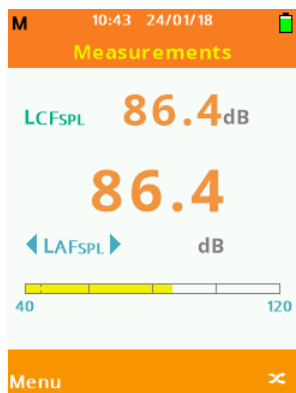 M 10:43 24/01/18
Measurements
LCFSPL 86.4dB
86.4
LAFSPL dB
40 120
Menu